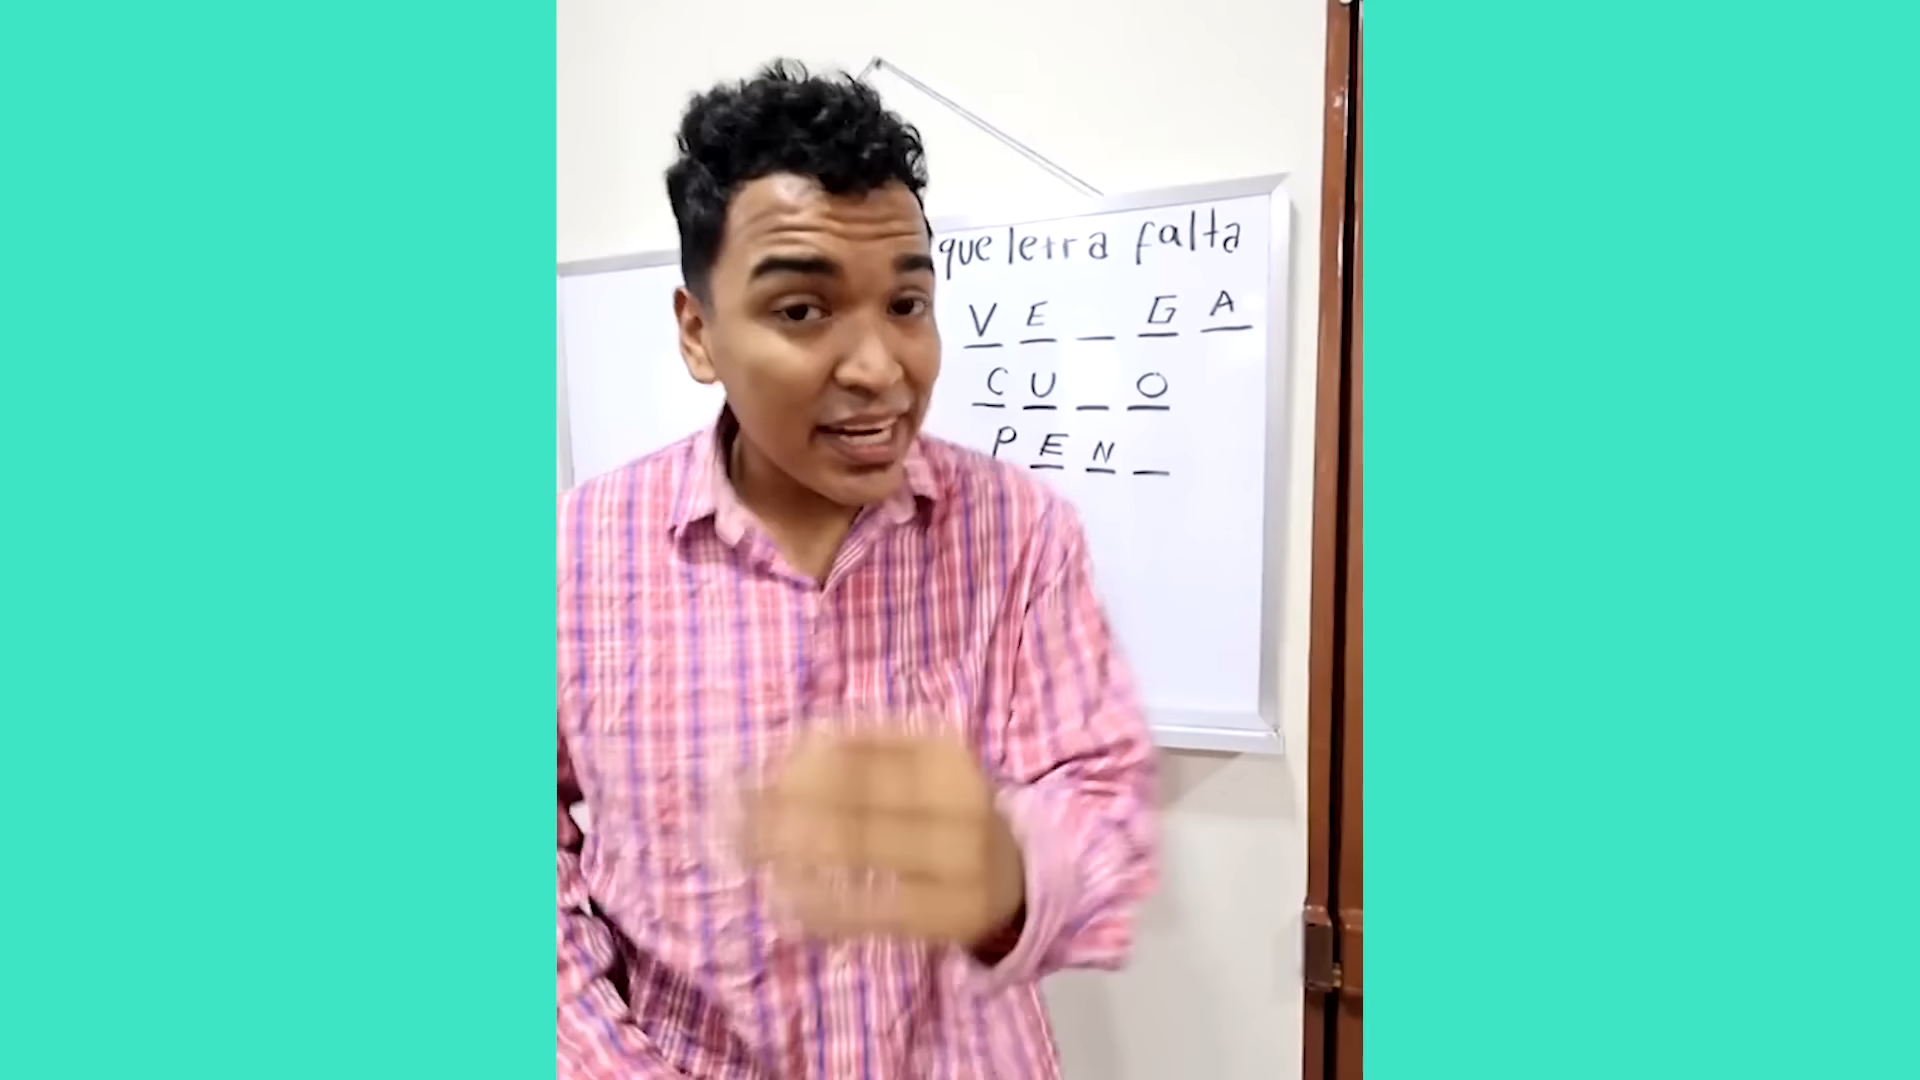 que letra falta
V E _ G A
C U _ O
P E N _